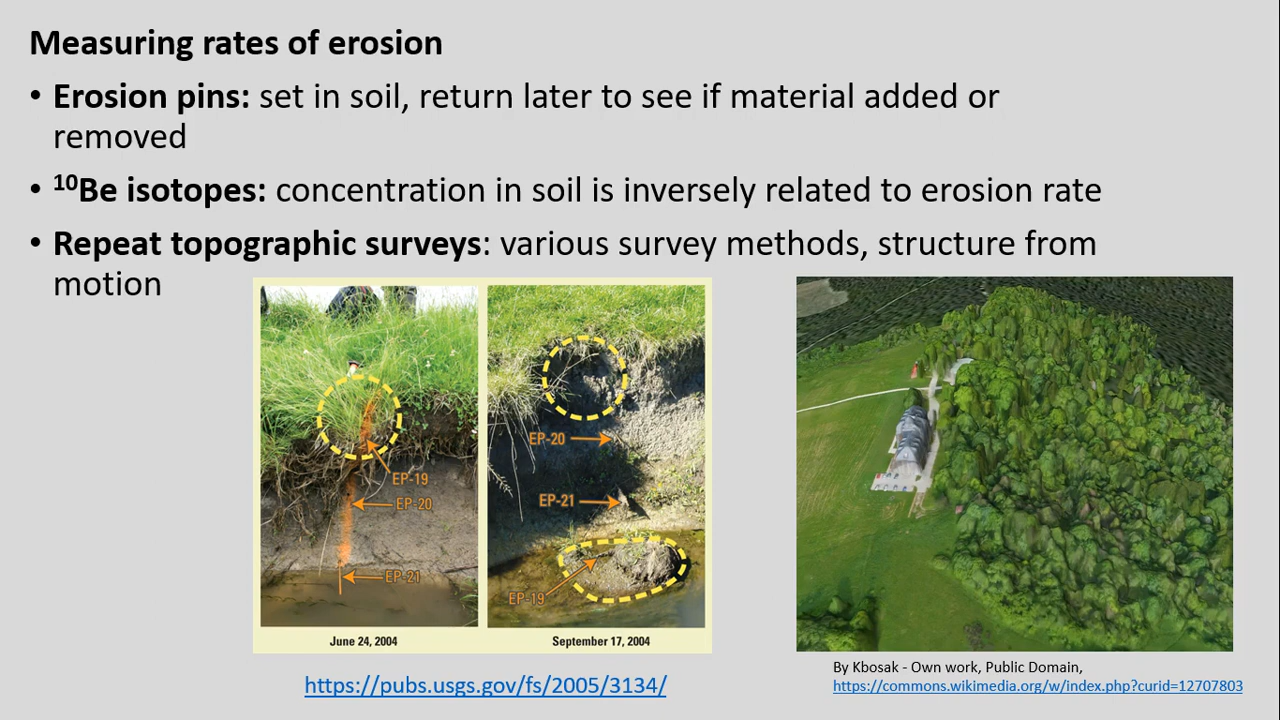 Measuring rates of erosion
• Erosion pins: set in soil, return later to see if material added or
removed
• ¹⁰Be isotopes: concentration in soil is inversely related to erosion rate
• Repeat topographic surveys: various survey methods, structure from
motion
EP-19
EP-20
EP-21
June 24, 2004
EP-20
EP-21
EP-19
September 17, 2004
https://pubs.usgs.gov/fs/2005/3134/
By Kbosak - Own work, Public Domain,
https://commons.wikimedia.org/w/index.php?curid=12707803